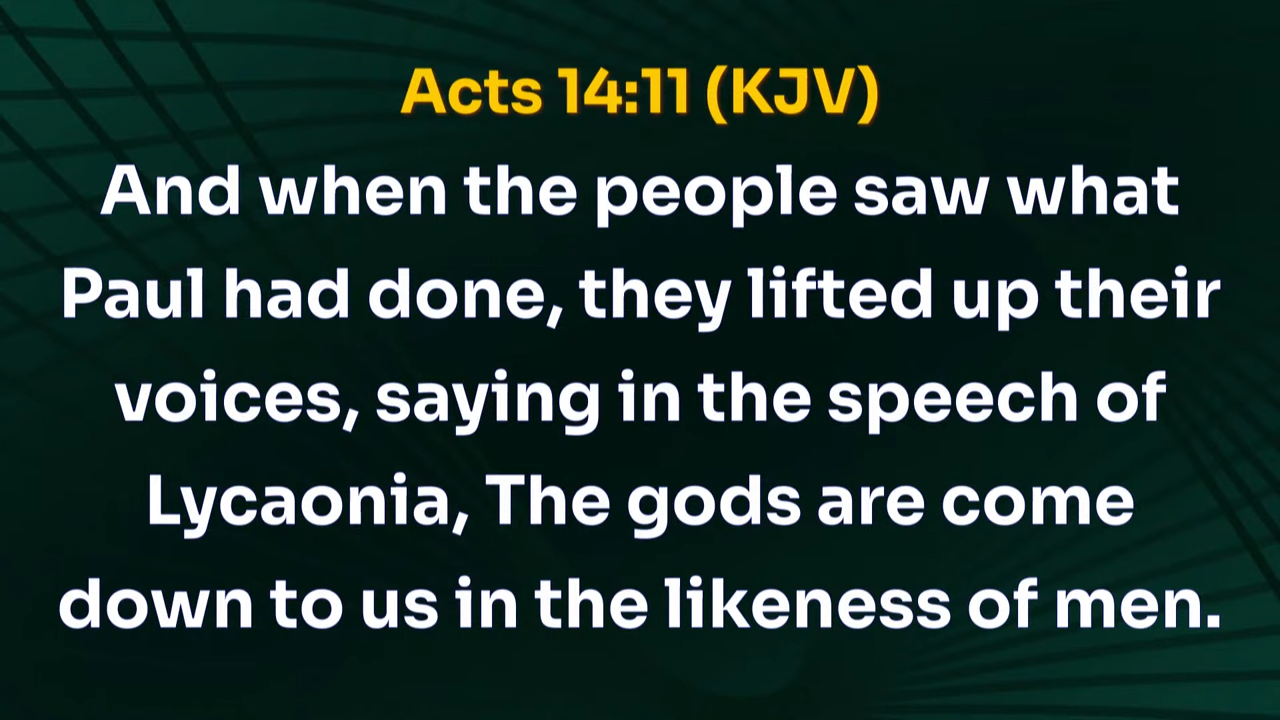 Acts 14:11 (KJV)
And when the people saw what
Paul had done, they lifted up their
voices, saying in the speech of
Lycaonia, The gods are come
down to us in the likeness of men.